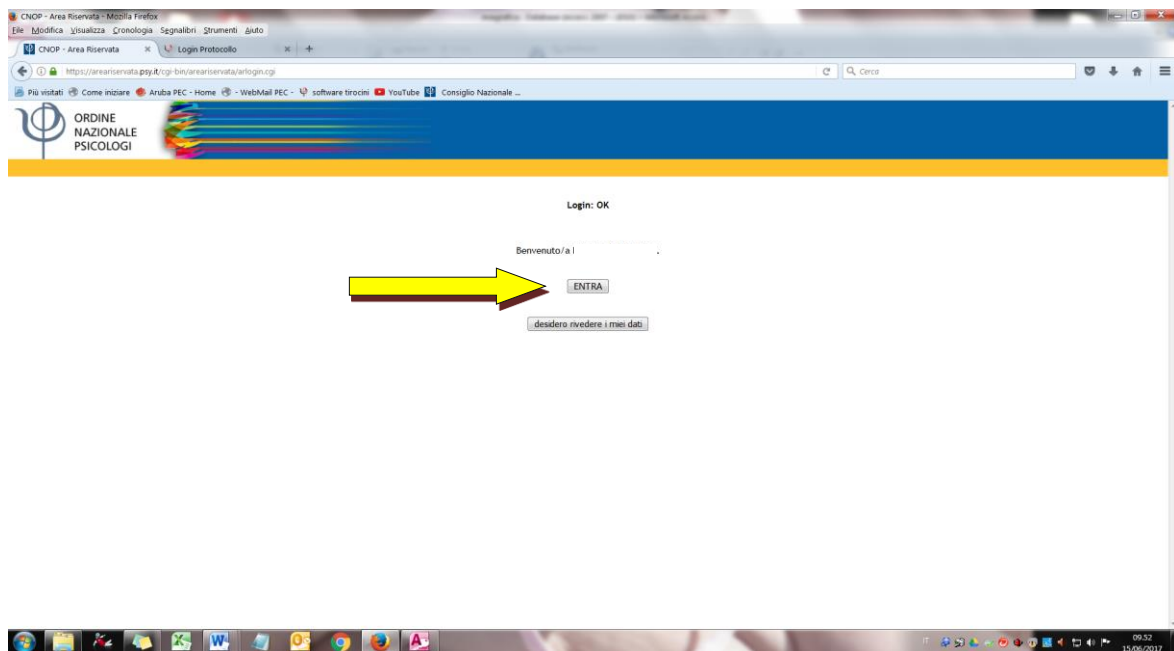 CNOP - Area Riservata - Mozilla Firefox
File Modifica Visualizza Cronologia Segnalibri Strumenti Aiuto
CNOP - Area Riservata × Login Protocollo × +
https://areariservata.psy.it/cgi-bin/areariservata/arlogin.cgi Cerca
Più visitati Come iniziare Aruba PEC - Home - WebMail PEC - software tirocini YouTube Consiglio Nazionale ...
ORDINE
NAZIONALE
PSICOLOGI
Login: OK
Benvenuto/a .
ENTRA
desidero rivedere i miei dati
IT 09.52
15/06/2017